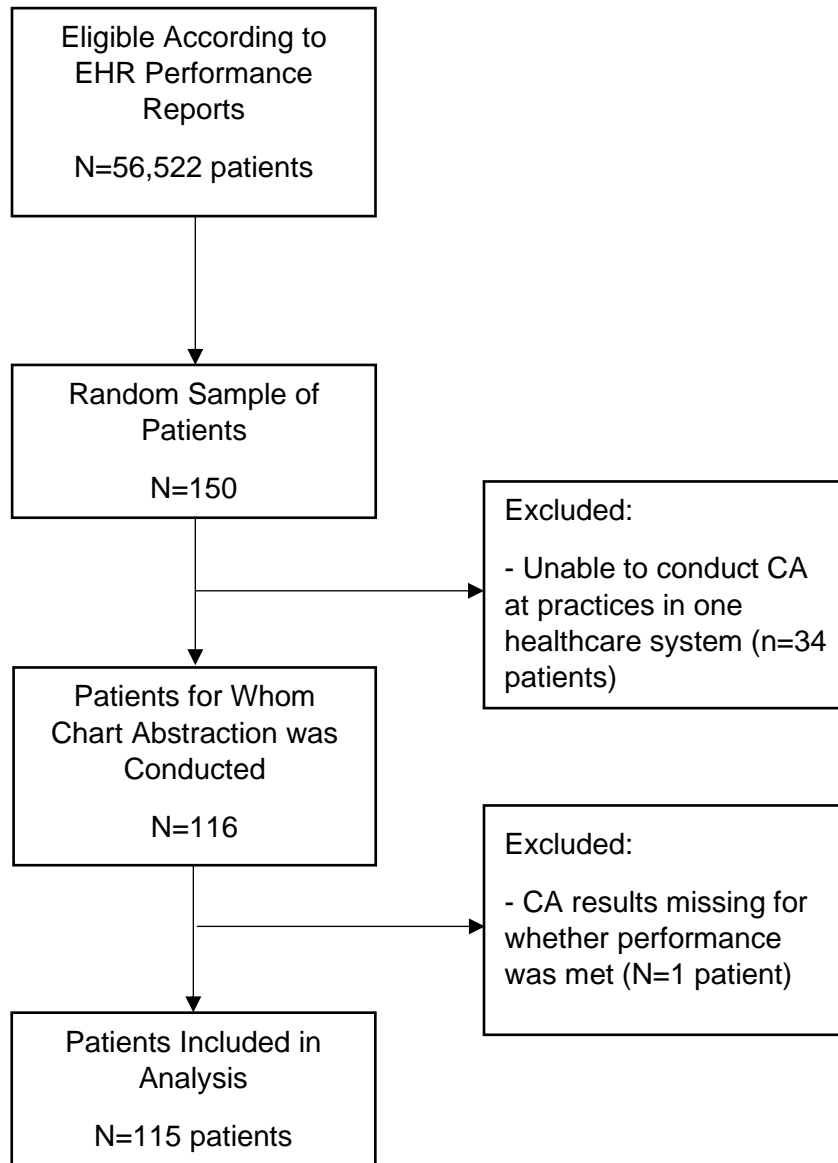 Eligible According to
EHR Performance
Reports
N=56,522 patients
Random Sample of
Patients
N=150
Excluded:
- Unable to conduct CA
at practices in one
healthcare system (n=34
patients)
Patients for Whom
Chart Abstraction was
Conducted
N=116
Excluded:
- CA results missing for
whether performance
was met (N=1 patient)
Patients Included in
Analysis
N=115 patients